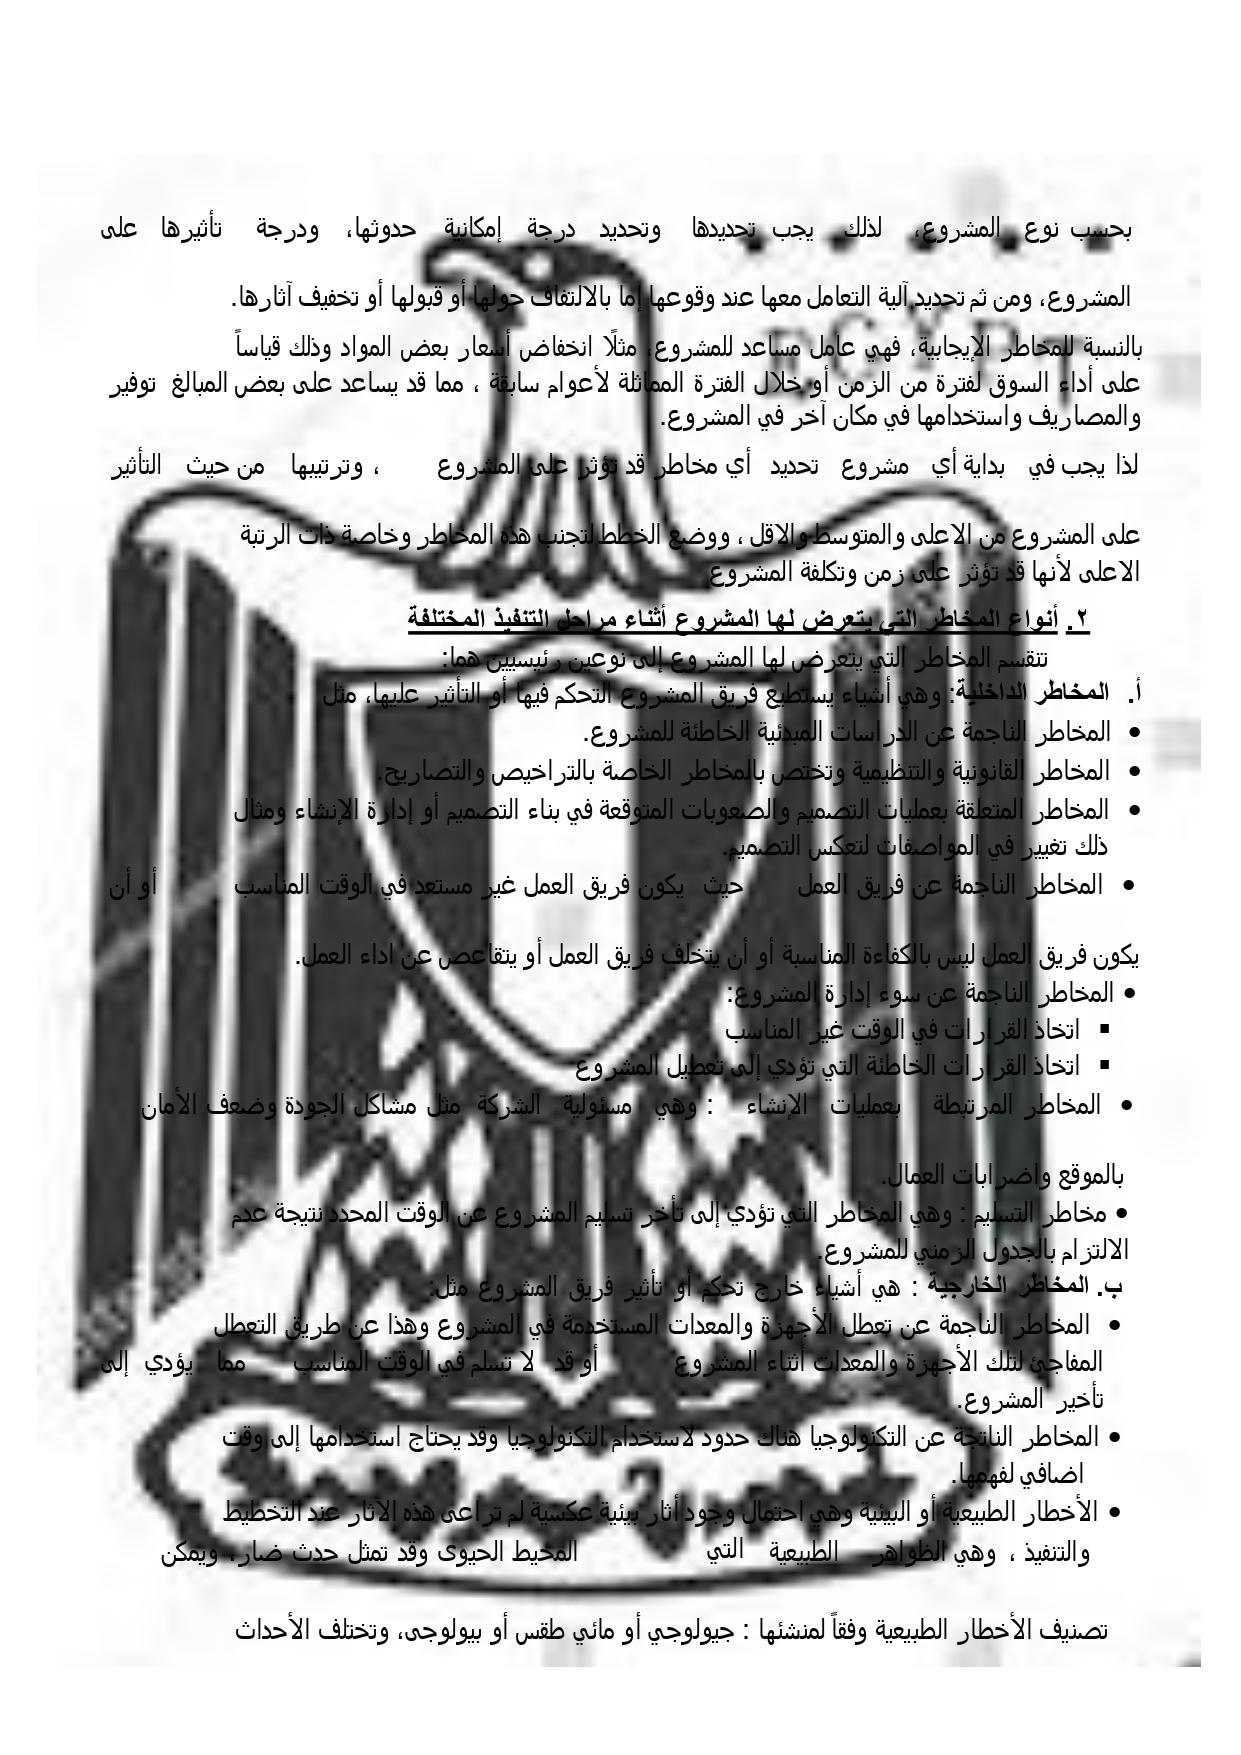 بحسب نوع المشروع، لذلك يجب تحديدها وتحديد درجة إمكانية حدوثها، ودرجة تأثيرها على
المشروع، ومن ثم تحديد آلية التعامل معها عند وقوعها إما بالالتفاف حولها أو قبولها أو تخفيف آثارها.
EGYPT
بالنسبة للمخاطر الإيجابية، فهي عامل مساعد للمشروع، مثلًا انخفاض أسعار بعض المواد وذلك قياساً
على أداء السوق لفترة من الزمن أو خلال الفترة المماثلة لأعوام سابقة ، مما قد يساعد على بعض المبالغ توفير
والمصاريف واستخدامها في مكان آخر في المشروع.
لذا يجب في بداية أي مشروع تحديد أي مخاطر قد تؤثر على المشروع ، وترتيبها من حيث التأثير
على المشروع من الاعلى والمتوسط والاقل ، ووضع الخطط لتجنب هذه المخاطر وخاصة ذات الرتبة
الاعلى لأنها قد تؤثر على زمن وتكلفة المشروع
٢. أنواع المخاطر التي يتعرض لها المشروع أثناء مراحل التنفيذ المختلفة
تنقسم المخاطر التي يتعرض لها المشروع إلى نوعين رئيسيين هما:
أ. المخاطر الداخلية: وهي أشياء يستطيع فريق المشروع التحكم فيها أو التأثير عليها، مثل
• المخاطر الناجمة عن الدراسات المبدئية الخاطئة للمشروع.
• المخاطر القانونية والتنظيمية وتختص بالمخاطر الخاصة بالتراخيص والتصاريح.
• المخاطر المتعلقة بعمليات التصميم والصعوبات المتوقعة في بناء التصميم أو إدارة الإنشاء ومثال
ذلك تغيير في المواصفات لتعكس التصميم.
• المخاطر الناجمة عن فريق العمل حيث يكون فريق العمل غير مستعد في الوقت المناسب أو أن
يكون فريق العمل ليس بالكفاءة المناسبة أو أن يتخلف فريق العمل أو يتقاعص عن اداء العمل.
• المخاطر الناجمة عن سوء إدارة المشروع:
▪ اتخاذ القرارات في الوقت غير المناسب
▪ اتخاذ القرارات الخاطئة التي تؤدي إلى تعطيل المشروع
• المخاطر المرتبطة بعمليات الإنشاء : وهي مسئولية الشركة مثل مشاكل الجودة وضعف الأمان
بالموقع واضرابات العمال.
• مخاطر التسليم : وهي المخاطر التي تؤدي إلى تأخر تسليم المشروع عن الوقت المحدد نتيجة عدم
الالتزام بالجدول الزمني للمشروع.
ب. المخاطر الخارجية : هي أشياء خارج تحكم أو تأثير فريق المشروع مثل:
• المخاطر الناجمة عن تعطل الأجهزة والمعدات المستخدمة في المشروع وهذا عن طريق التعطل
المفاجئ لتلك الأجهزة والمعدات أثناء المشروع أو قد لا تسلم في الوقت المناسب مما يؤدي إلى
تأخير المشروع.
• المخاطر الناتجة عن التكنولوجيا هناك حدود لاستخدام التكنولوجيا وقد يحتاج استخدامها إلى وقت
اضافي لفهمها.
• الأخطار الطبيعية أو البيئية وهي احتمال وجود أثار بيئية عكسية لم تراعى هذه الآثار عند التخطيط
والتنفيذ ، وهي الظواهر الطبيعية التي المحيط الحيوى وقد تمثل حدث ضار، ويمكن
تصنيف الأخطار الطبيعية وفقاً لمنشئها : جيولوجي أو مائي طقس أو بيولوجى، وتختلف الأحداث